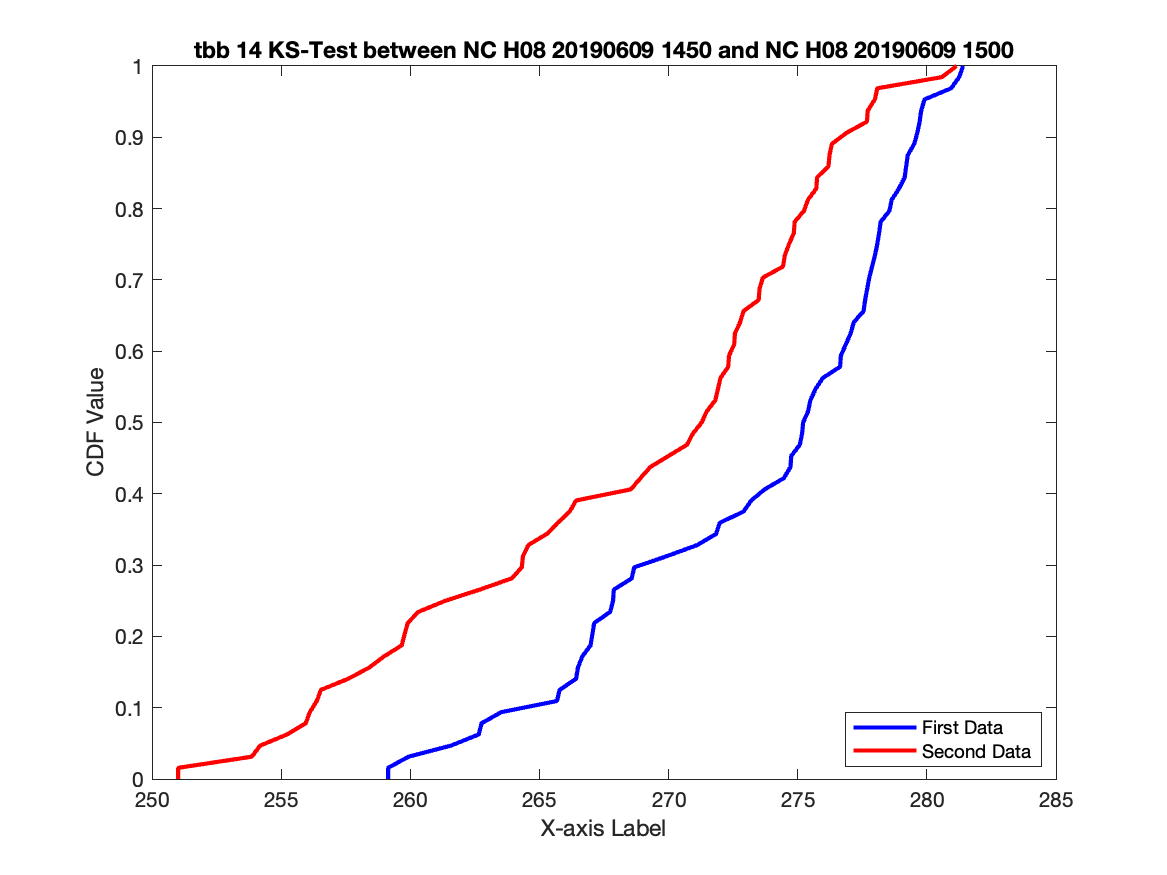 tbb 14 KS-Test between NC H08 20190609 1450 and NC H08 20190609 1500
1
0.9
0.8
0.7
0.6
0.5
0.4
0.3
0.2
0.1
0
CDF Value
250 255 260 265 270 275 280 285
X-axis Label
First Data
Second Data